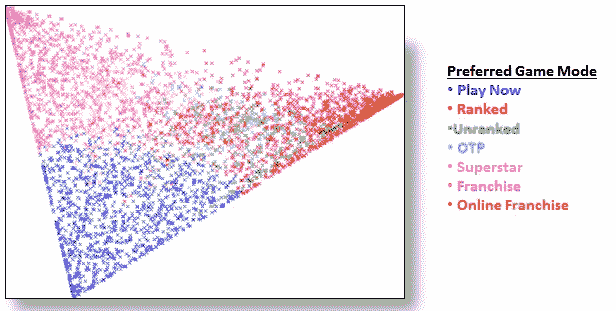 Preferred Game Mode
• Play Now
• Ranked
•Unranked
• OTP
• Superstar
• Franchise
• Online Franchise